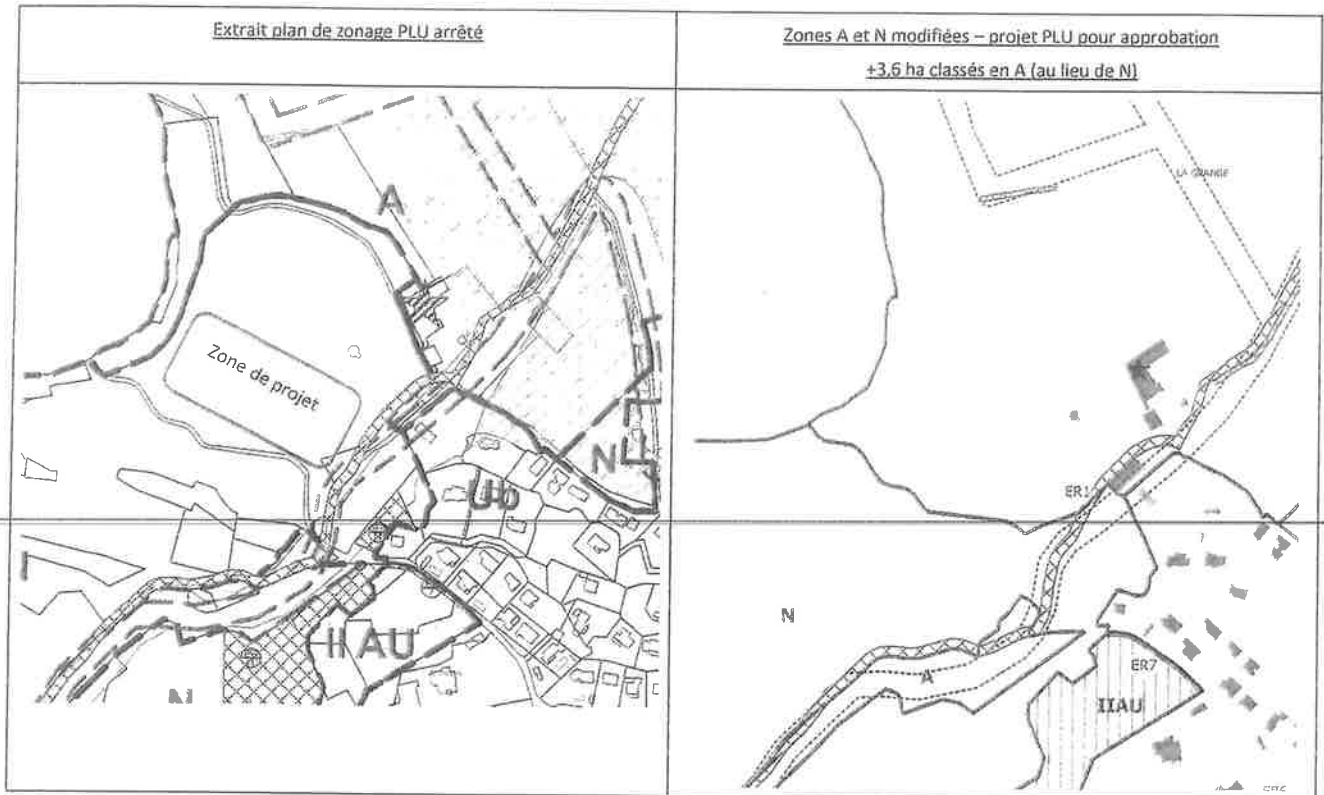 Extrait plan de zonage PLU arrêté
Zones A et N modifiées – projet PLU pour approbation
+3,6 ha classés en A (au lieu de N)
A
Zone de projet
N
Ub
II AU
N
LA GRANGE
ER1
N
A
ER7
IIAU